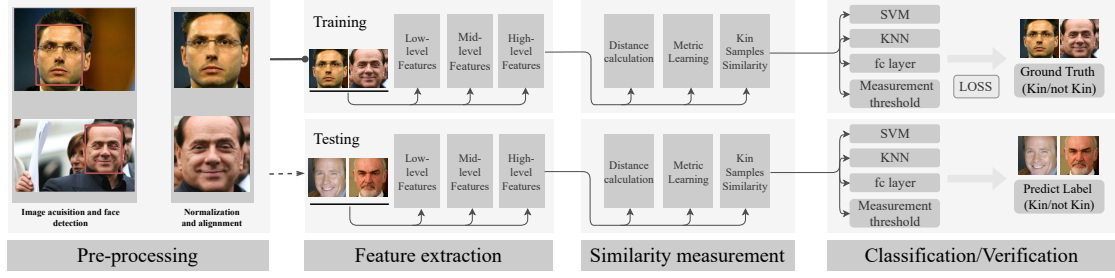 Image acuisition and face
detection
Normalization
and alignnment
Pre-processing
Training
Low-
level
Features
Mid-
level
Features
High-
level
Features
Testing
Low-
level
Features
Mid-
level
Features
High-
level
Features
Feature extraction
Distance
calculation
Metric
Learning
Kin
Samples
Similarity
Distance
calculation
Metric
Learning
Kin
Samples
Similarity
Similarity measurement
SVM
KNN
fc layer
Measurement
threshold
LOSS
Ground Truth
(Kin/not Kin)
SVM
KNN
fc layer
Measurement
threshold
Predict Label
(Kin/not Kin)
Classification/Verification